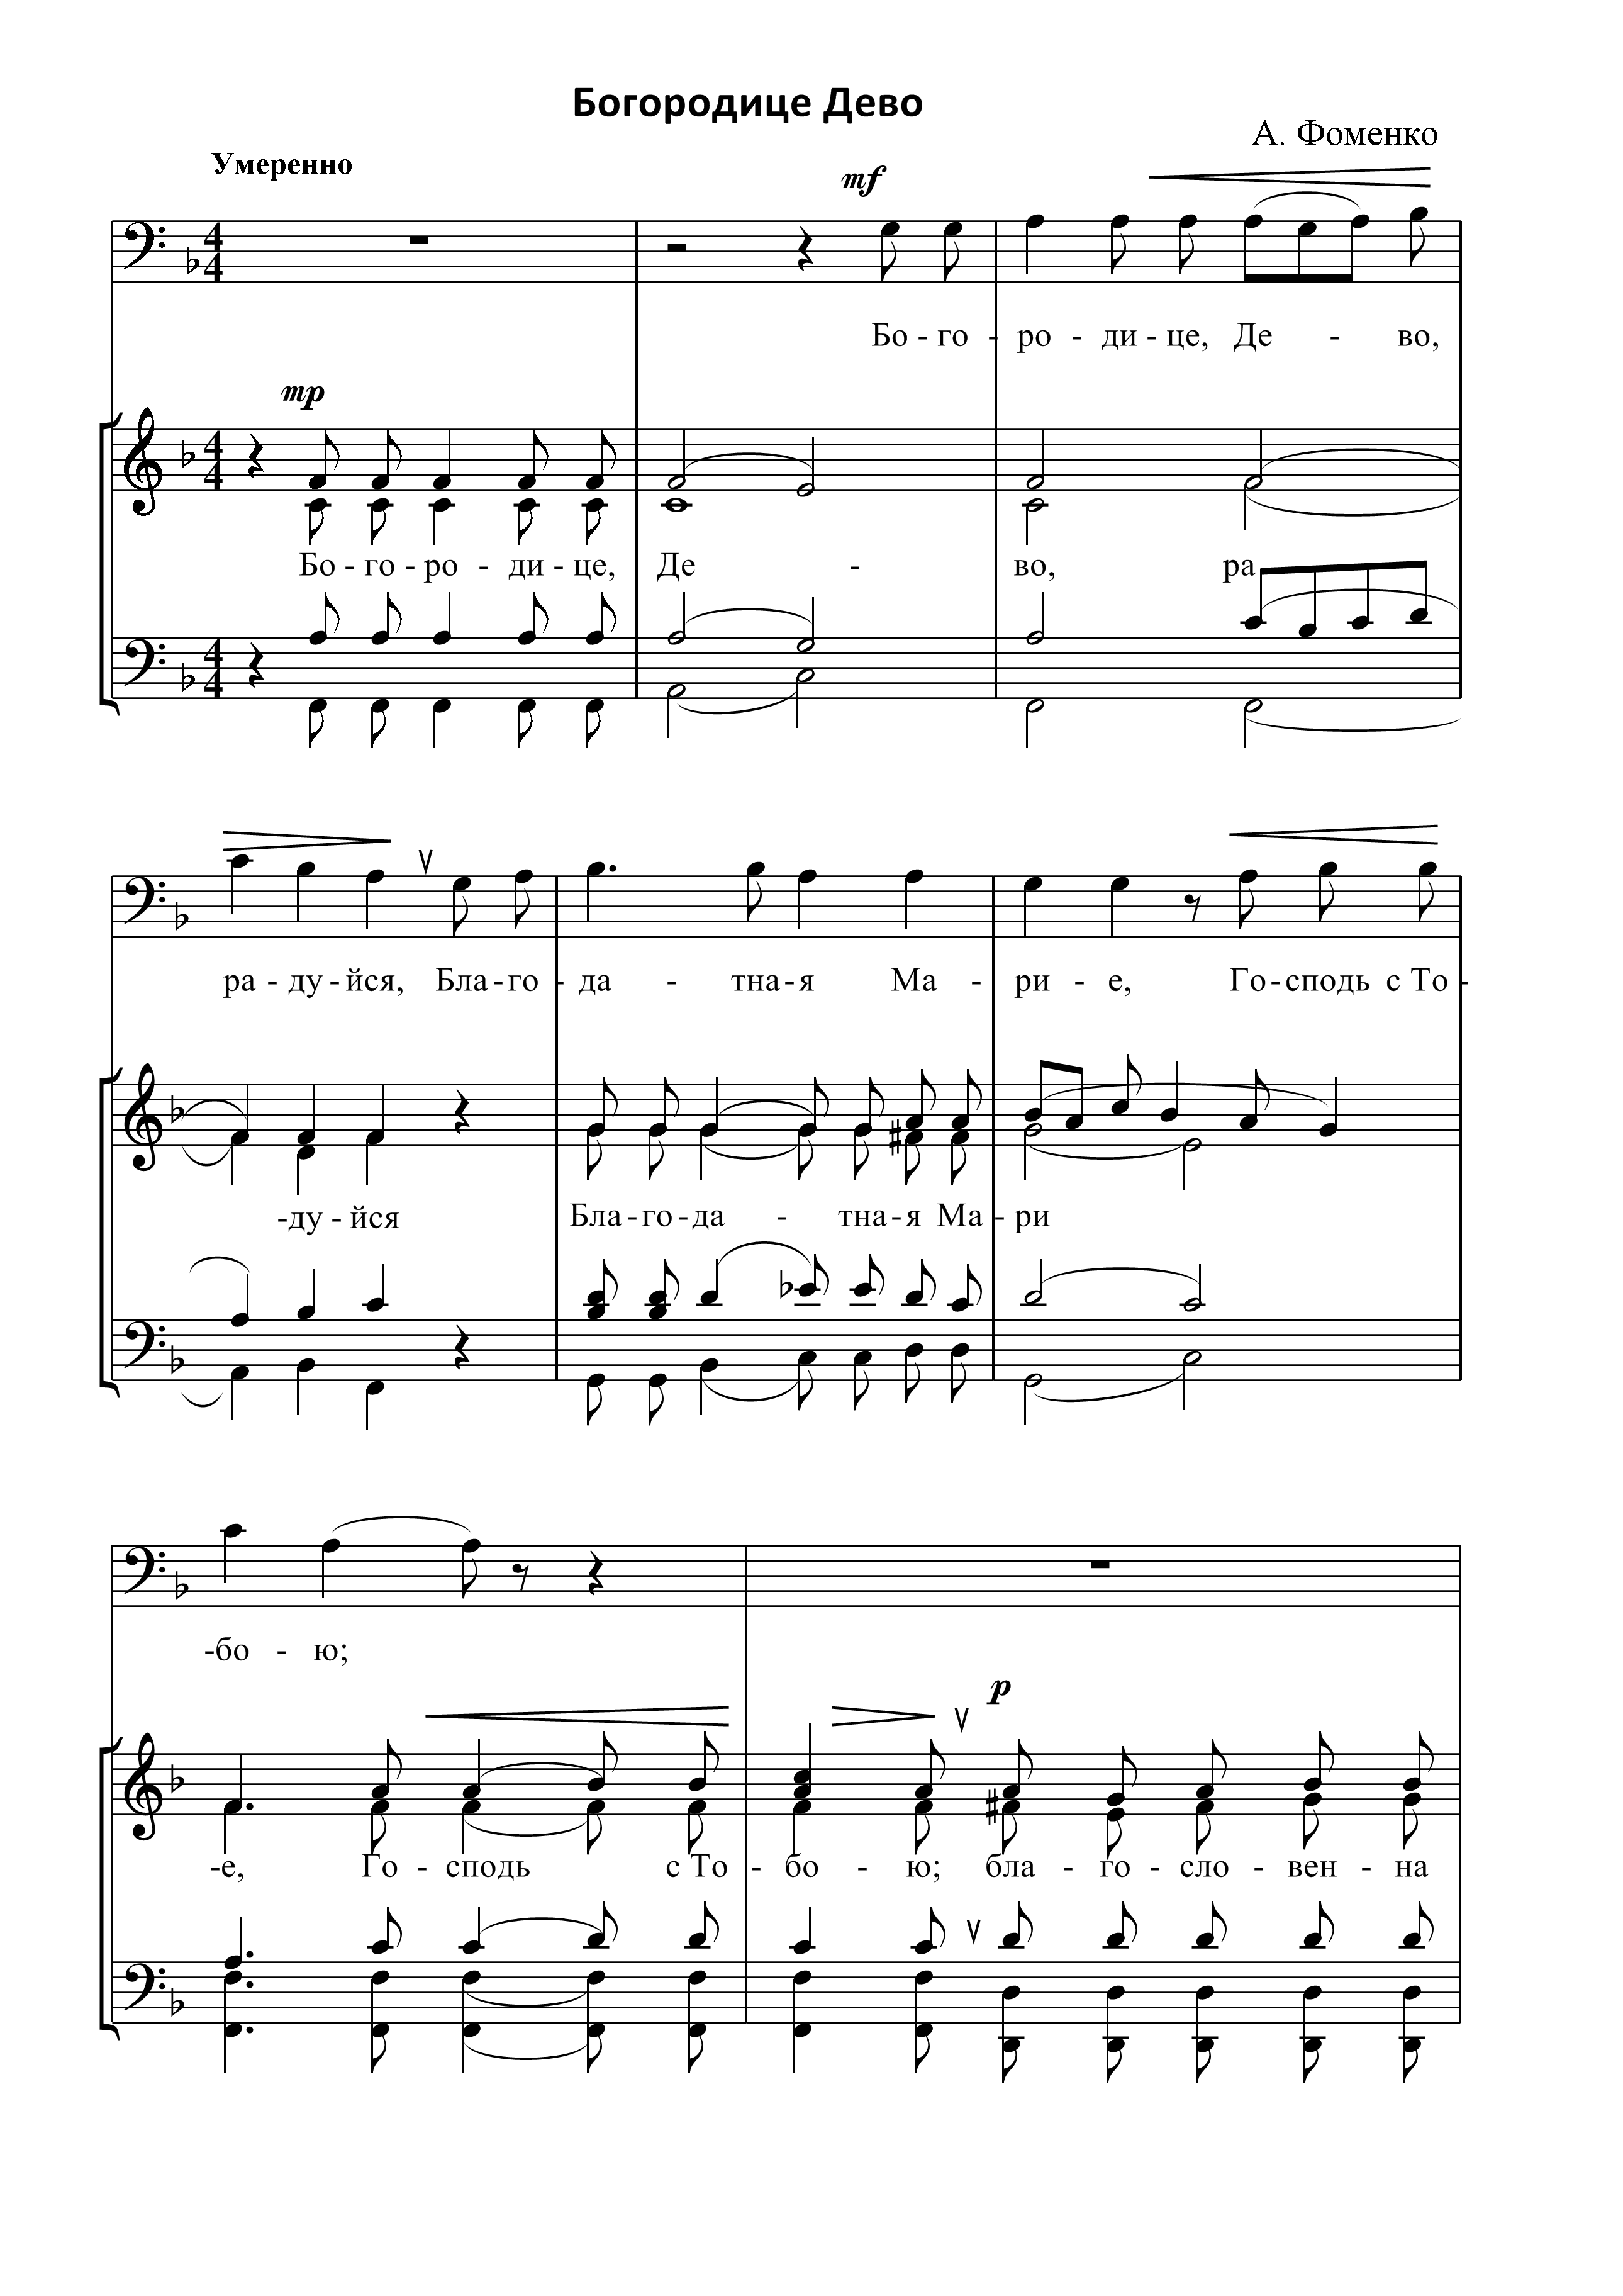 Богородице Дево
А. Фоменко
Умеренно
mf
Бо - го - ро - ди - це, Де - во,
mp
Бо - го - ро - ди - це, Де - во, ра
ра - ду - йся, Бла - го - да - тна - я Ма - ри - е, Го - сподь с То -
-ду - йся Бла - го - да - тна - я Ма - ри
-бо - ю;
p
-е, Го - сподь с То - бо - ю; бла - го - сло - вен - на